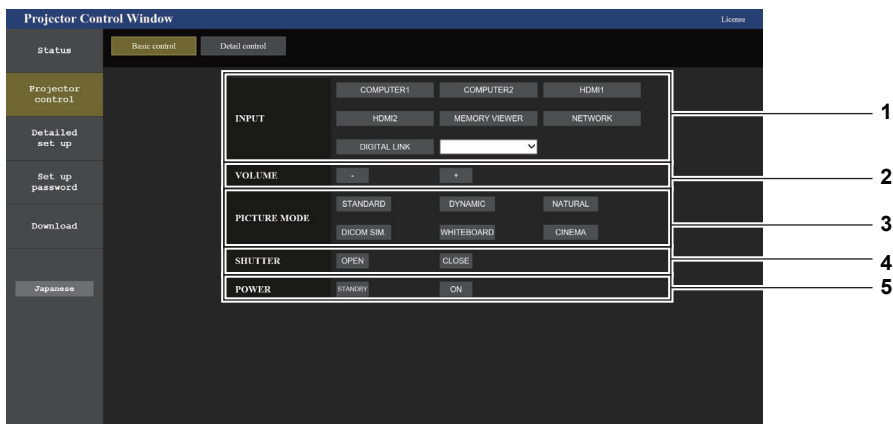 Projector Control Window
License
Status
Basic control
Detail control
Projector
control
Detailed
set up
Set up
password
Download
Japanese
INPUT
COMPUTER1
COMPUTER2
HDMI1
HDMI2
MEMORY VIEWER
NETWORK
DIGITAL LINK
VOLUME
-
+
PICTURE MODE
STANDARD
DYNAMIC
NATURAL
DICOM SIM.
WHITEBOARD
CINEMA
SHUTTER
OPEN
CLOSE
POWER
STANDBY
ON
1
2
3
4
5